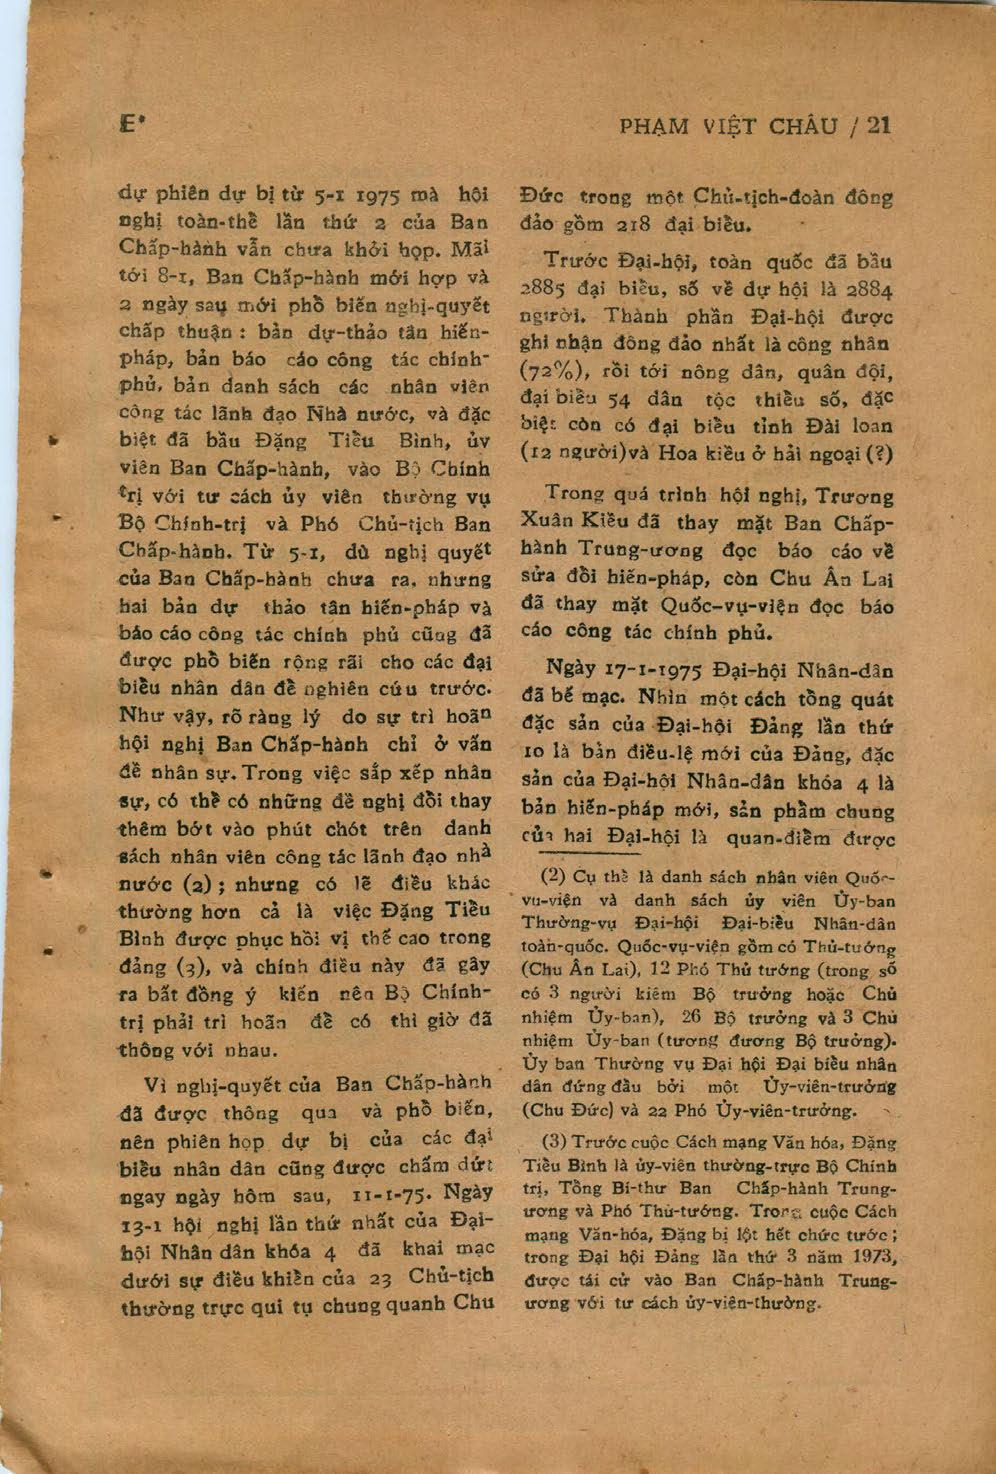 E*
PHẠM VIỆT CHÂU / 21
dự phiên dự bị từ 5-1 1975 mà hội
nghị toàn-thề lần thứ 2 của Ban
Chấp-hành vẫn chưa khởi họp. Mãi
tới 8-1, Ban Chấp-hành mới họp và
2 ngày sau mới phồ biến nghị-quyết
chấp thuận : bản dự-thảo tân hiến-
pháp, bản báo cáo công tác chính-
phủ, bản danh sách các nhân viên
công tác lãnh đạo Nhà nước, và đặc
biệt đã bầu Đặng Tiều Bình, ủy
viên Ban Chấp-hành, vào Bộ Chính
trị với tư cách ủy viên thường vụ
Bộ Chính-trị và Phó Chủ-tịch Ban
Chấp-hành. Từ 5-1, dù nghị quyết
của Ban Chấp-hành chưa ra, nhưng
hai bản dự thảo tân hiến-pháp và
báo cáo công tác chính phủ cũng đã
được phồ biến rộng rãi cho các đại
biều nhân dân đề nghiên cứu trước.
Như vậy, rõ ràng lý do sự trì hoãn
hội nghị Ban Chấp-hành chỉ ở vấn
đề nhân sự. Trong việc sắp xếp nhân
sự, có thề có những đề nghị đồi thay
thêm bớt vào phút chót trên danh
sách nhân viên công tác lãnh đạo nhà
nước (2) ; nhưng có lẽ điều khác
thường hơn cả là việc Đặng Tiều
Bình được phục hồi vị thế cao trong
đảng (3), và chính điều này đã gây
ra bất đồng ý kiến nên Bộ Chính-
trị phải trì hoãn đề có thì giờ đã
thông với nhau.
Vì nghị-quyết của Ban Chấp-hành
đã được thông qua và phồ biến,
nên phiên họp dự bị của các đại
biều nhân dân cũng được chấm dứt
ngay ngày hôm sau, 11-1-75. Ngày
13-1 hội nghị lần thứ nhất của Đại-
hội Nhân dân khóa 4 đã khai mạc
dưới sự điều khiền của 23 Chủ-tịch
thường trực qui tụ chung quanh Chu
Đức trong một Chủ-tịch-đoàn đông
đảo gồm 218 đại biều.
Trước Đại-hội, toàn quốc đã bầu
2885 đại biều, số về dự hội là 2884
người. Thành phần Đại-hội được
ghi nhận đông đảo nhất là công nhân
(72%), rồi tới nông dân, quân đội,
đại biều 54 dân tộc thiều số, đặc
biệt còn có đại biều tỉnh Đài loan
(12 người)và Hoa kiều ở hải ngoại (?)
Trong quá trình hội nghị, Trương
Xuân Kiều đã thay mặt Ban Chấp-
hành Trung-ương đọc báo cáo về
sửa đồi hiến-pháp, còn Chu Ân Lai
đã thay mặt Quốc-vụ-viện đọc báo
cáo công tác chính phủ.
Ngày 17-1-1975 Đại-hội Nhân-dân
đã bế mạc. Nhìn một cách tồng quát
đặc sản của Đại-hội Đảng lần thứ
10 là bản điều-lệ mới của Đảng, đặc
sản của Đại-hội Nhân-dân khóa 4 là
bản hiến-pháp mới, sản phầm chung
của hai Đại-hội là quan-điềm được
(2) Cụ thề là danh sách nhân viên Quốc-
vụ-viện và danh sách ủy viên Ủy-ban
Thường-vụ Đại-hội Đại-biều Nhân-dân
toàn-quốc. Quốc-vụ-viện gồm có Thủ-tướng
(Chu Ân Lai), 12 Phó Thủ tướng (trong số
có 3 người kiêm Bộ trưởng hoặc Chủ
nhiệm Ủy-ban), 26 Bộ trưởng và 3 Chủ
nhiệm Ủy-ban (tương đương Bộ trưởng).
Ủy ban Thường vụ Đại hội Đại biều nhân
dân đứng đầu bởi một Ủy-viên-trưởng
(Chu Đức) và 22 Phó Ủy-viên-trưởng.
(3) Trước cuộc Cách mạng Văn hóa, Đặng
Tiều Bình là ủy-viên thường-trực Bộ Chính
trị, Tồng Bí-thư Ban Chấp-hành Trung-
ương và Phó Thủ-tướng. Trong cuộc Cách
mạng Văn-hóa, Đặng bị lột hết chức tước ;
trong Đại hội Đảng lần thứ 3 năm 1973,
được tái cử vào Ban Chấp-hành Trung-
ương với tư cách ủy-viên-thường.